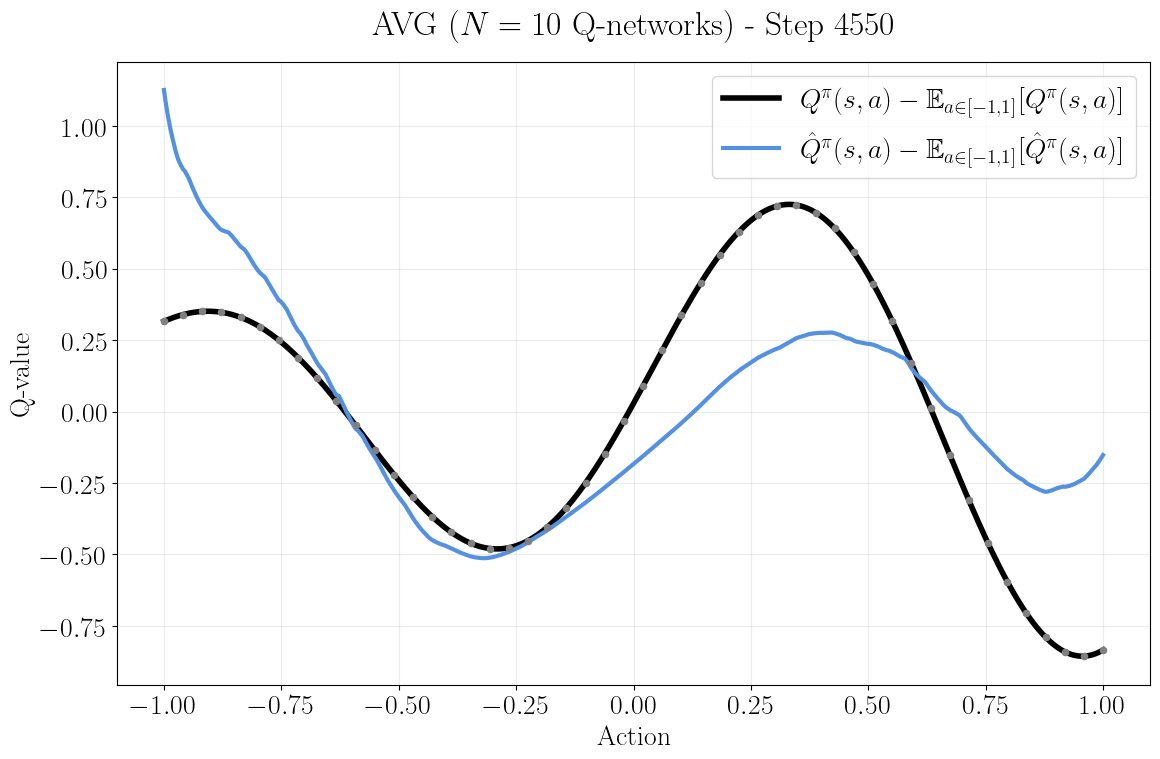 AVG (N = 10 Q-networks) - Step 4550
Q^π(s, a) − 𝔼_{a∈[−1,1]}[Q^π(s, a)]
Q̂^π(s, a) − 𝔼_{a∈[−1,1]}[Q̂^π(s, a)]
Q-value
1.00
0.75
0.50
0.25
0.00
−0.25
−0.50
−0.75
−1.00 −0.75 −0.50 −0.25 0.00 0.25 0.50 0.75 1.00
Action